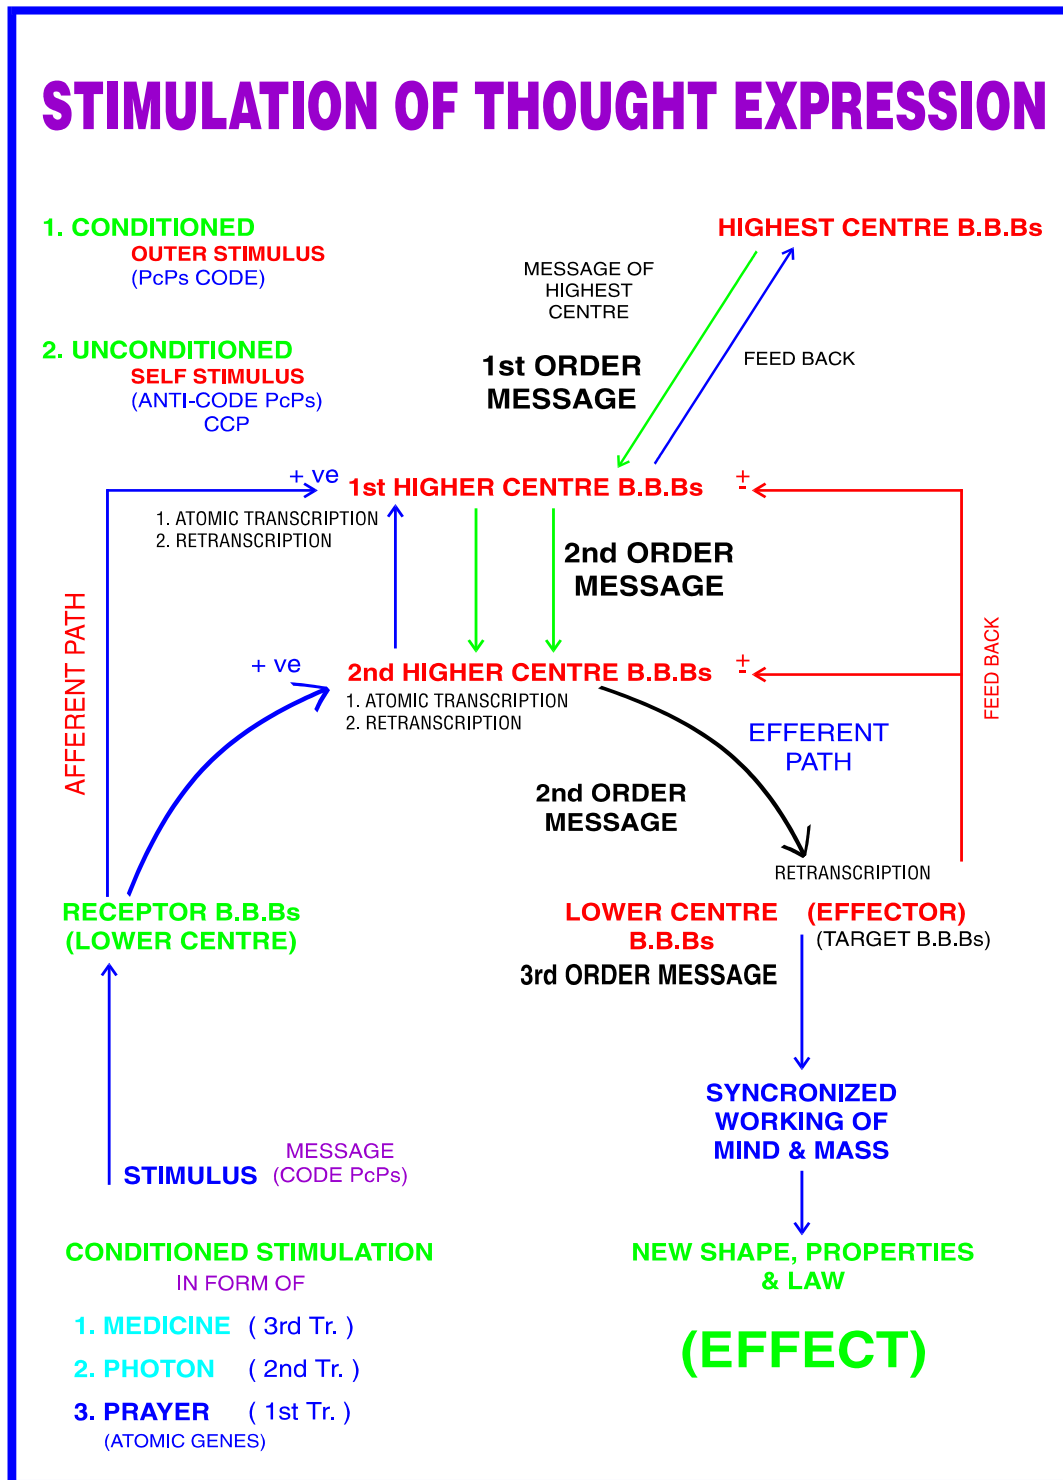 STIMULATION OF THOUGHT EXPRESSION
1. CONDITIONED
OUTER STIMULUS
(PcPs CODE)
2. UNCONDITIONED
SELF STIMULUS
(ANTI-CODE PcPs)
CCP
HIGHEST CENTRE B.B.Bs
MESSAGE OF
HIGHEST
CENTRE
1st ORDER
MESSAGE
FEED BACK
+ ve
1st HIGHER CENTRE B.B.Bs
+
-
1. ATOMIC TRANSCRIPTION
2. RETRANSCRIPTION
2nd ORDER
MESSAGE
AFFERENT PATH
+ ve
2nd HIGHER CENTRE B.B.Bs
+
-
1. ATOMIC TRANSCRIPTION
2. RETRANSCRIPTION
FEED BACK
EFFERENT
PATH
2nd ORDER
MESSAGE
RETRANSCRIPTION
RECEPTOR B.B.Bs
(LOWER CENTRE)
LOWER CENTRE (EFFECTOR)
B.B.Bs (TARGET B.B.Bs)
3rd ORDER MESSAGE
SYNCRONIZED
WORKING OF
MIND & MASS
STIMULUS
MESSAGE
(CODE PcPs)
CONDITIONED STIMULATION
IN FORM OF
1. MEDICINE ( 3rd Tr. )
2. PHOTON ( 2nd Tr. )
3. PRAYER ( 1st Tr. )
(ATOMIC GENES)
NEW SHAPE, PROPERTIES
& LAW
(EFFECT)